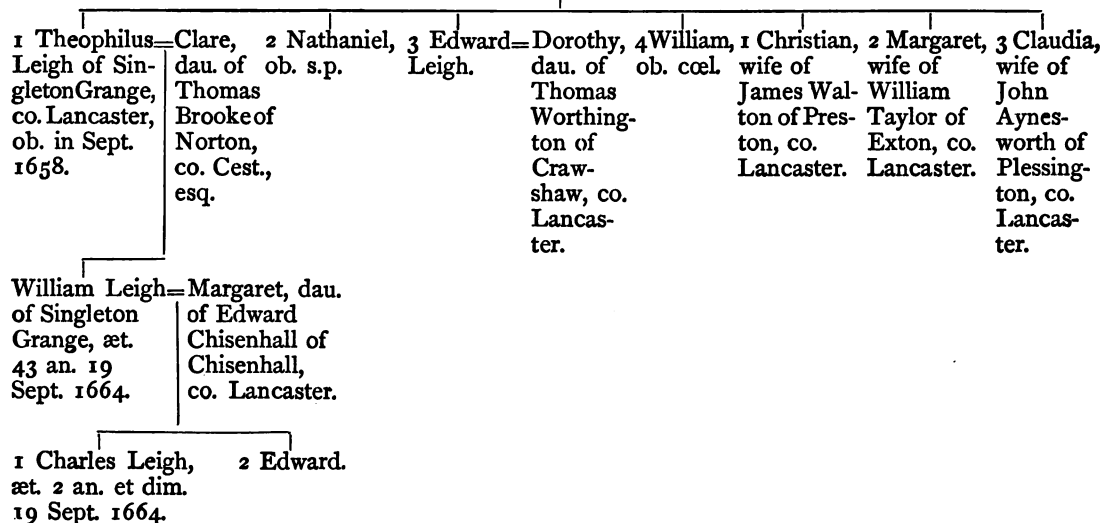 1 Theophilus=Clare,
Leigh of Sin-
gletonGrange,
co. Lancaster,
ob. in Sept.
1658.
dau. of
Thomas
Brooke of
Norton,
co. Cest.,
esq.
2 Nathaniel,
ob. s.p.
3 Edward=Dorothy,
Leigh.
dau. of
Thomas
Worthing-
ton of
Craw-
shaw, co.
Lancas-
ter.
4 William,
ob. cœl.
1 Christian,
wife of
James Wal-
ton of Pres-
ton, co.
Lancaster.
2 Margaret,
wife of
William
Taylor of
Exton, co.
Lancaster.
3 Claudia,
wife of
John
Aynes-
worth of
Plessing-
ton, co.
Lancas-
ter.
William Leigh=Margaret, dau.
of Singleton
Grange, æt.
43 an. 19
Sept. 1664.
of Edward
Chisenhall of
Chisenhall,
co. Lancaster.
1 Charles Leigh,
æt. 2 an. et dim.
19 Sept. 1664.
2 Edward.